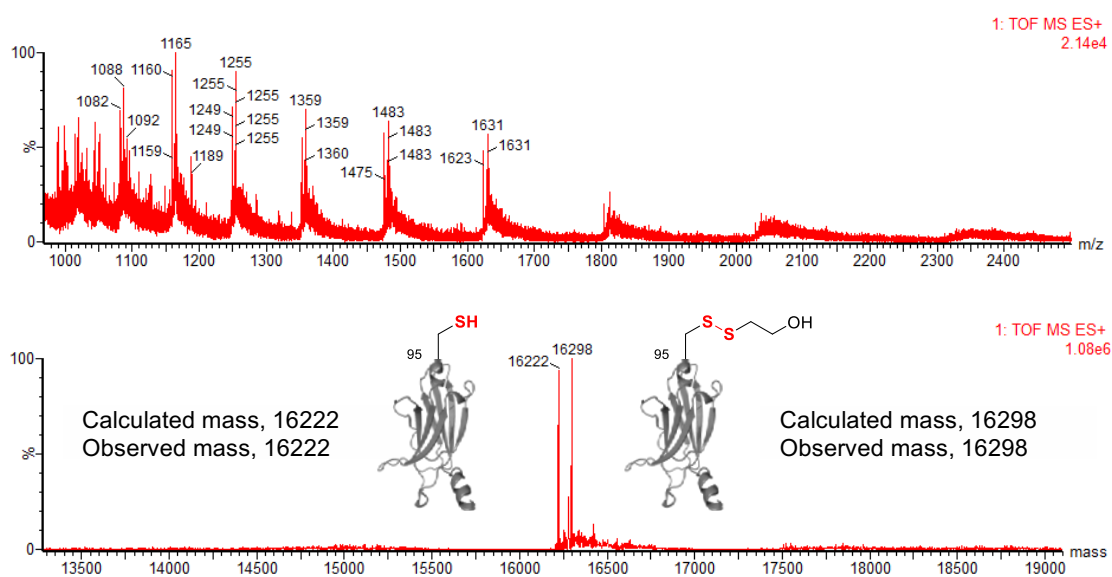 1: TOF MS ES+
2.14e4
100
%
0
1082
1088
1092
1159
1160
1165
1189
1249
1249
1255
1255
1255
1255
1255
1359
1359
1360
1475
1483
1483
1483
1623
1631
1631
1000 1100 1200 1300 1400 1500 1600 1700 1800 1900 2000 2100 2200 2300 2400 m/z
1: TOF MS ES+
1.08e6
100
%
0
SH
95
S
S
OH
95
16222
16298
Calculated mass, 16222
Observed mass, 16222
Calculated mass, 16298
Observed mass, 16298
13500 14000 14500 15000 15500 16000 16500 17000 17500 18000 18500 19000 mass